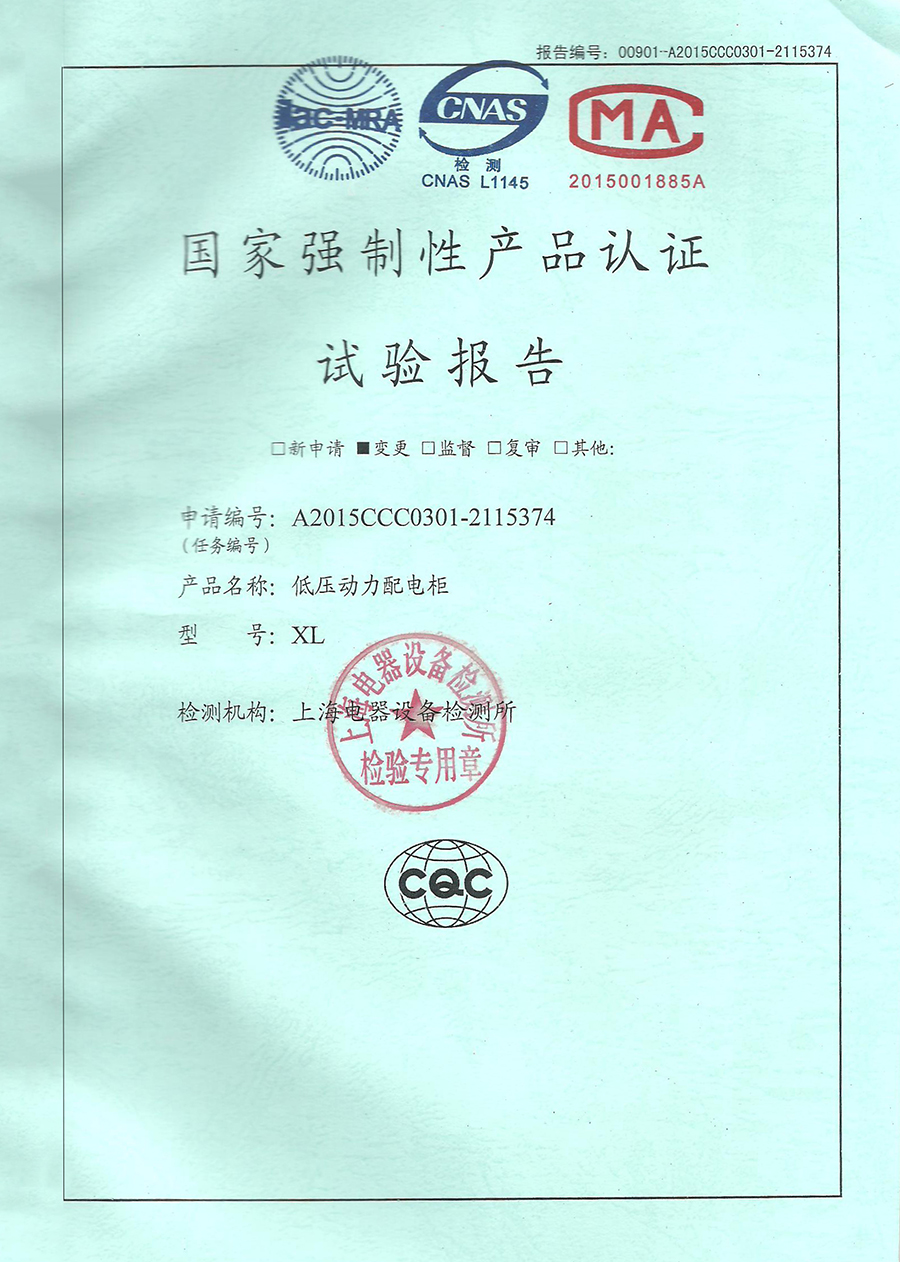 报告编号：00901--A2015CCC0301-2115374
ilac-MRA
CNAS
检 测
CNAS L1145
MA
2015001885A
国家强制性产品认证
试验报告
□新申请 ■变更 □监督 □复审 □其他:
申请编号：A2015CCC0301-2115374
（任务编号）
产品名称：低压动力配电柜
型 号：XL
检测机构：上海电器设备检测所
上海电器设备检测所
检验专用章
CQC